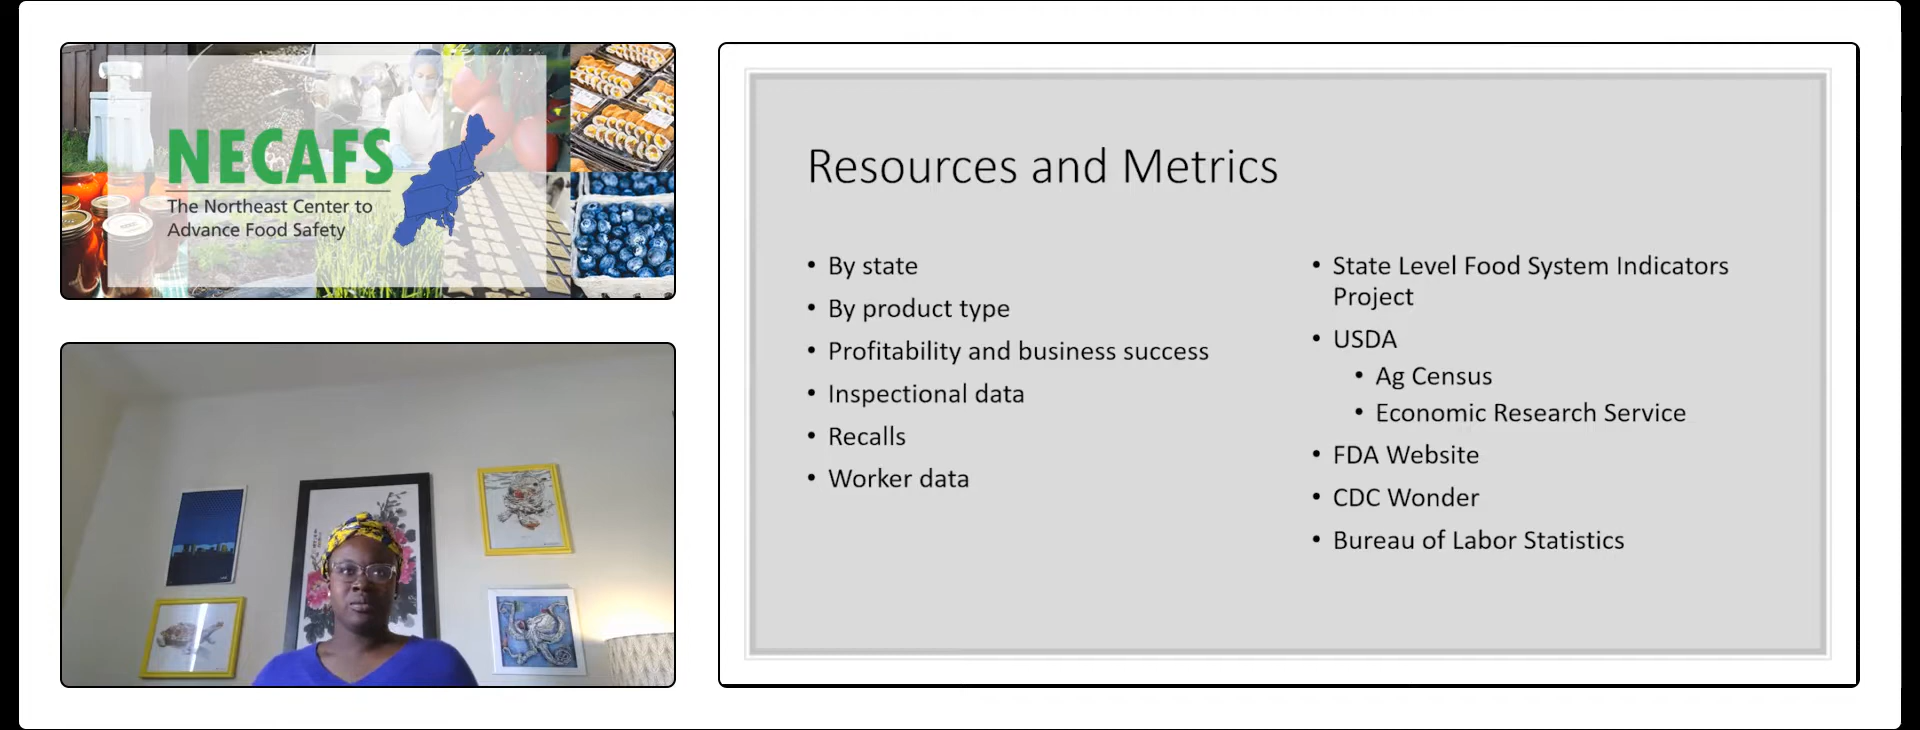 NECAFS
The Northeast Center to
Advance Food Safety
Resources and Metrics
• By state
• By product type
• Profitability and business success
• Inspectional data
• Recalls
• Worker data
• State Level Food System Indicators
Project
• USDA
• Ag Census
• Economic Research Service
• FDA Website
• CDC Wonder
• Bureau of Labor Statistics